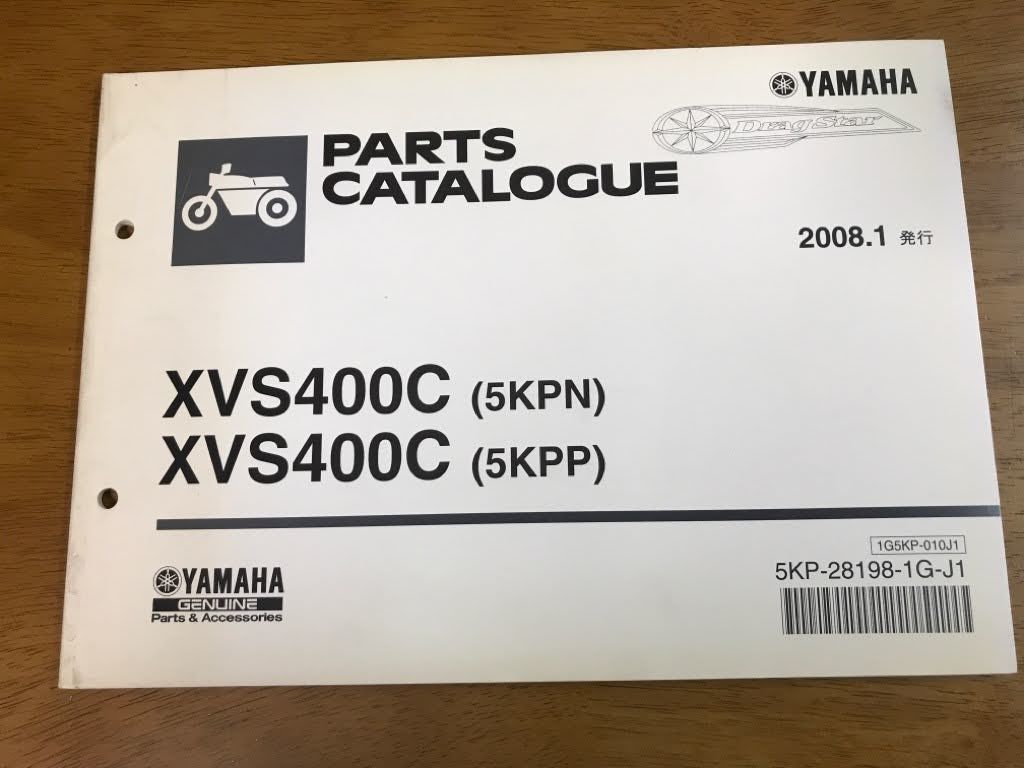 YAMAHA
DragStar
PARTS
CATALOGUE
2008.1 発行
XVS400C (5KPN)
XVS400C (5KPP)
1G5KP-010J1
5KP-28198-1G-J1
YAMAHA
GENUINE
Parts & Accessories